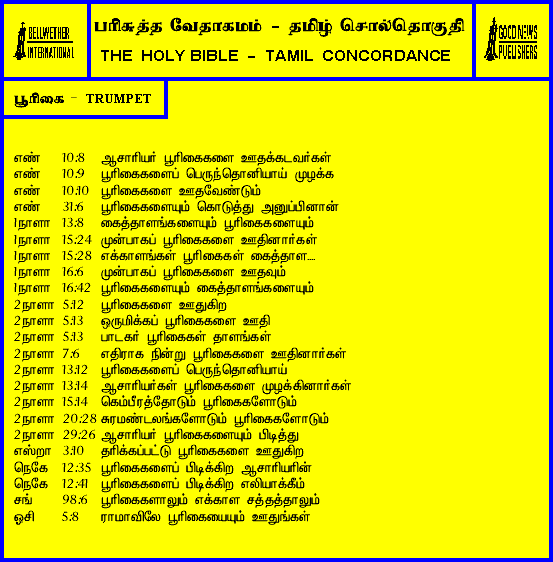 BELLWETHER
INTERNATIONAL
பரிசுத்த வேதாகமம் - தமிழ் சொல்தொகுதி
THE HOLY BIBLE - TAMIL CONCORDANCE
GOOD NEWS
PUBLISHERS
பூரிகை - TRUMPET
எண் 10:8 ஆசாரியர் பூரிகைகளை ஊதக்கடவர்கள்
எண் 10:9 பூரிகைகளைப் பெருந்தொனியாய் முழக்க
எண் 10:10 பூரிகைகளை ஊதவேண்டும்
எண் 31:6 பூரிகைகளையும் கொடுத்து அனுப்பினான்
1நாளா 13:8 கைத்தாளங்களையும் பூரிகைகளையும்
1நாளா 15:24 முன்பாகப் பூரிகைகளை ஊதினார்கள்
1நாளா 15:28 எக்காளங்கள் பூரிகைகள் கைத்தாள....
1நாளா 16:6 முன்பாகப் பூரிகைகளை ஊதவும்
1நாளா 16:42 பூரிகைகளையும் கைத்தாளங்களையும்
2நாளா 5:12 பூரிகைகளை ஊதுகிற
2நாளா 5:13 ஒருமிக்கப் பூரிகைகளை ஊதி
2நாளா 5:13 பாடகர் பூரிகைகள் தாளங்கள்
2நாளா 7:6 எதிராக நின்று பூரிகைகளை ஊதினார்கள்
2நாளா 13:12 பூரிகைகளைப் பெருந்தொனியாய்
2நாளா 13:14 ஆசாரியர்கள் பூரிகைகளை முழக்கினார்கள்
2நாளா 15:14 கெம்பீரத்தோடும் பூரிகைகளோடும்
2நாளா 20:28 சுரமண்டலங்களோடும் பூரிகைகளோடும்
2நாளா 29:26 ஆசாரியர் பூரிகைகளையும் பிடித்து
எஸ்றா 3:10 தரிக்கப்பட்டு பூரிகைகளை ஊதுகிற
நெகே 12:35 பூரிகைகளைப் பிடிக்கிற ஆசாரியரின்
நெகே 12:41 பூரிகைகளைப் பிடிக்கிற எலியாக்கீம்
சங் 98:6 பூரிகைகளாலும் எக்காள சத்தத்தாலும்
ஓசி 5:8 ராமாவிலே பூரிகையையும் ஊதுங்கள்